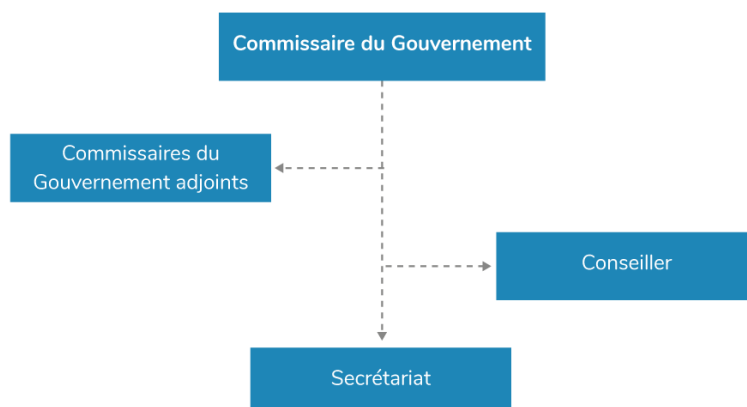 Commissaire du Gouvernement
Commissaires du
Gouvernement adjoints
Conseiller
Secrétariat